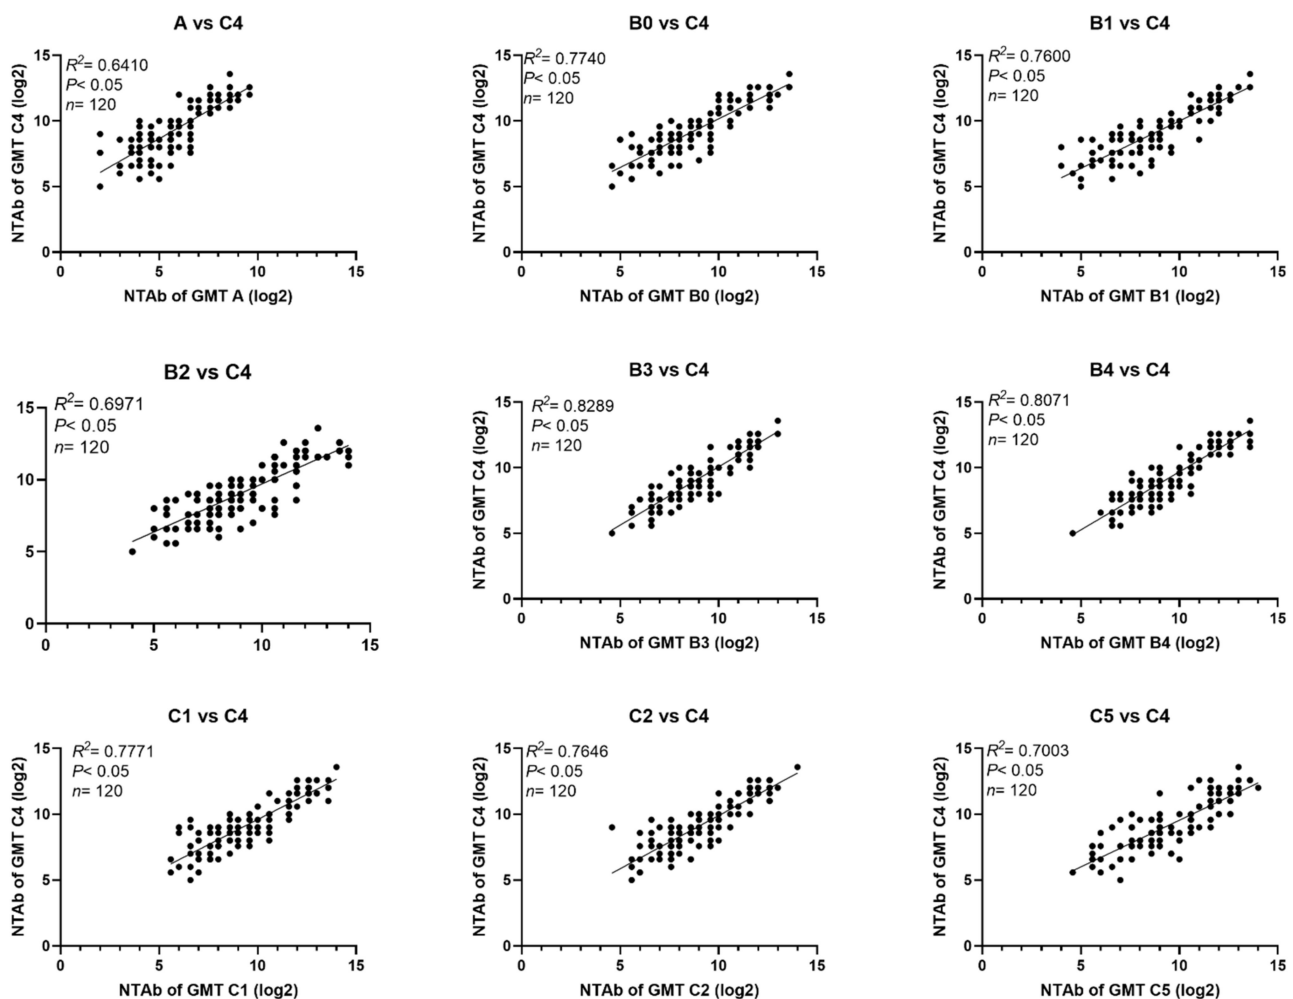 A vs C4
R²= 0.6410
P< 0.05
n= 120
NTAb of GMT C4 (log2)
15
10
5
0
0 5 10 15
NTAb of GMT A (log2)
B0 vs C4
R²= 0.7740
P< 0.05
n= 120
NTAb of GMT C4 (log2)
15
10
5
0
0 5 10 15
NTAb of GMT B0 (log2)
B1 vs C4
R²= 0.7600
P< 0.05
n= 120
NTAb of GMT C4 (log2)
15
10
5
0
0 5 10 15
NTAb of GMT B1 (log2)
B2 vs C4
R²= 0.6971
P< 0.05
n= 120
15
10
5
0
0 5 10 15
B3 vs C4
R²= 0.8289
P< 0.05
n= 120
NTAb of GMT C4 (log2)
15
10
5
0
0 5 10 15
NTAb of GMT B3 (log2)
B4 vs C4
R²= 0.8071
P< 0.05
n= 120
NTAb of GMT C4 (log2)
15
10
5
0
0 5 10 15
NTAb of GMT B4 (log2)
C1 vs C4
R²= 0.7771
P< 0.05
n= 120
NTAb of GMT C4 (log2)
15
10
5
0
0 5 10 15
NTAb of GMT C1 (log2)
C2 vs C4
R²= 0.7646
P< 0.05
n= 120
NTAb of GMT C4 (log2)
15
10
5
0
0 5 10 15
NTAb of GMT C2 (log2)
C5 vs C4
R²= 0.7003
P< 0.05
n= 120
NTAb of GMT C4 (log2)
15
10
5
0
0 5 10 15
NTAb of GMT C5 (log2)